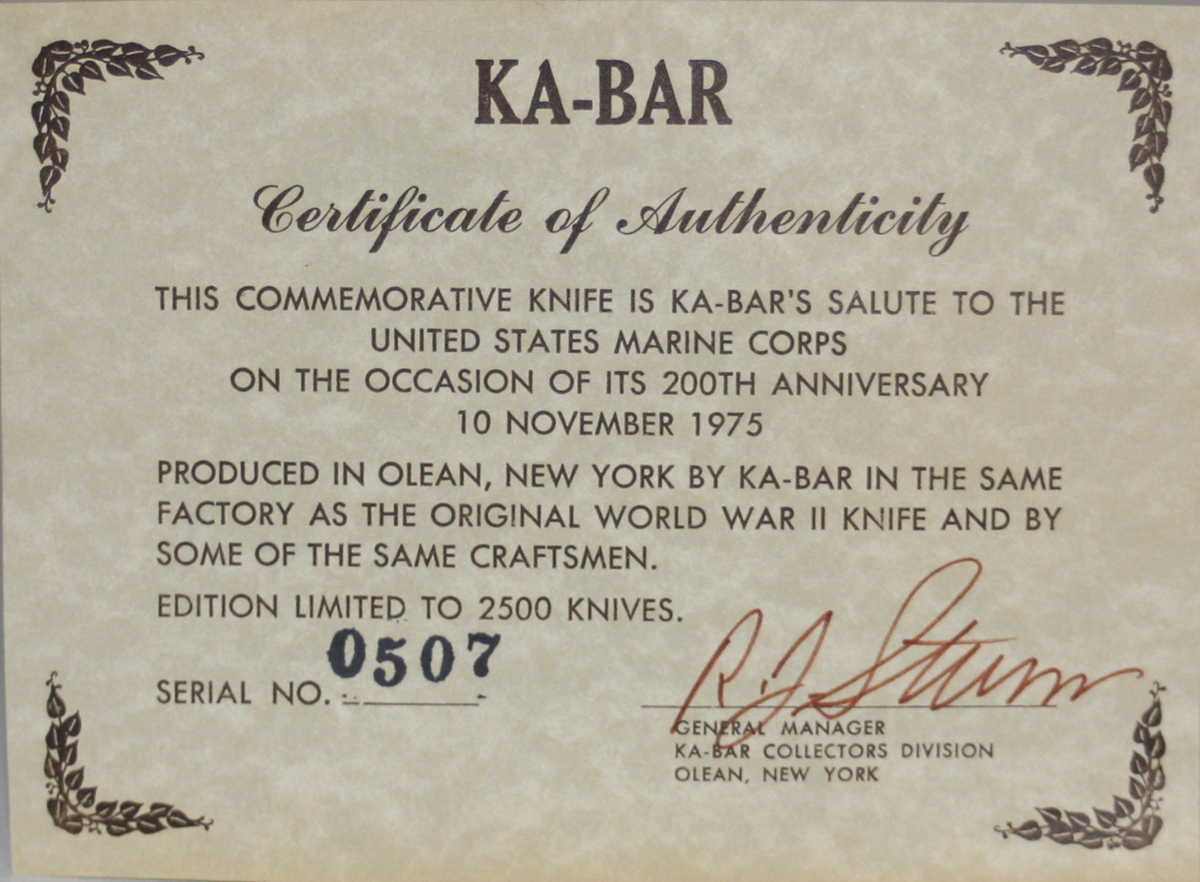 KA-BAR
Certificate of Authenticity
THIS COMMEMORATIVE KNIFE IS KA-BAR'S SALUTE TO THE
UNITED STATES MARINE CORPS
ON THE OCCASION OF ITS 200TH ANNIVERSARY
10 NOVEMBER 1975
PRODUCED IN OLEAN, NEW YORK BY KA-BAR IN THE SAME
FACTORY AS THE ORIGINAL WORLD WAR II KNIFE AND BY
SOME OF THE SAME CRAFTSMEN.
EDITION LIMITED TO 2500 KNIVES.
SERIAL NO. 0507
R.J.
GENERAL MANAGER
KA-BAR COLLECTORS DIVISION
OLEAN, NEW YORK